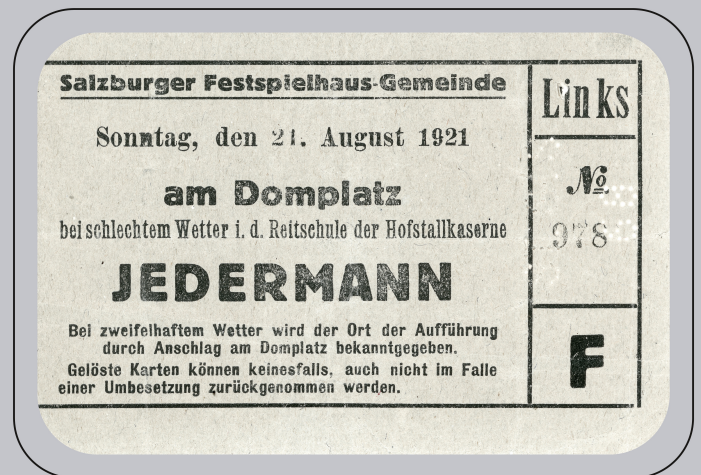 Salzburger Festspielhaus-Gemeinde
Sonntag, den 21. August 1921
am Domplatz
bei schlechtem Wetter i. d. Reitschule der Hofstallkaserne
JEDERMANN
Bei zweifelhaftem Wetter wird der Ort der Aufführung
durch Anschlag am Domplatz bekanntgegeben.
Gelöste Karten können keinesfalls, auch nicht im Falle
einer Umbesetzung zurückgenommen werden.
Links
№
978
F